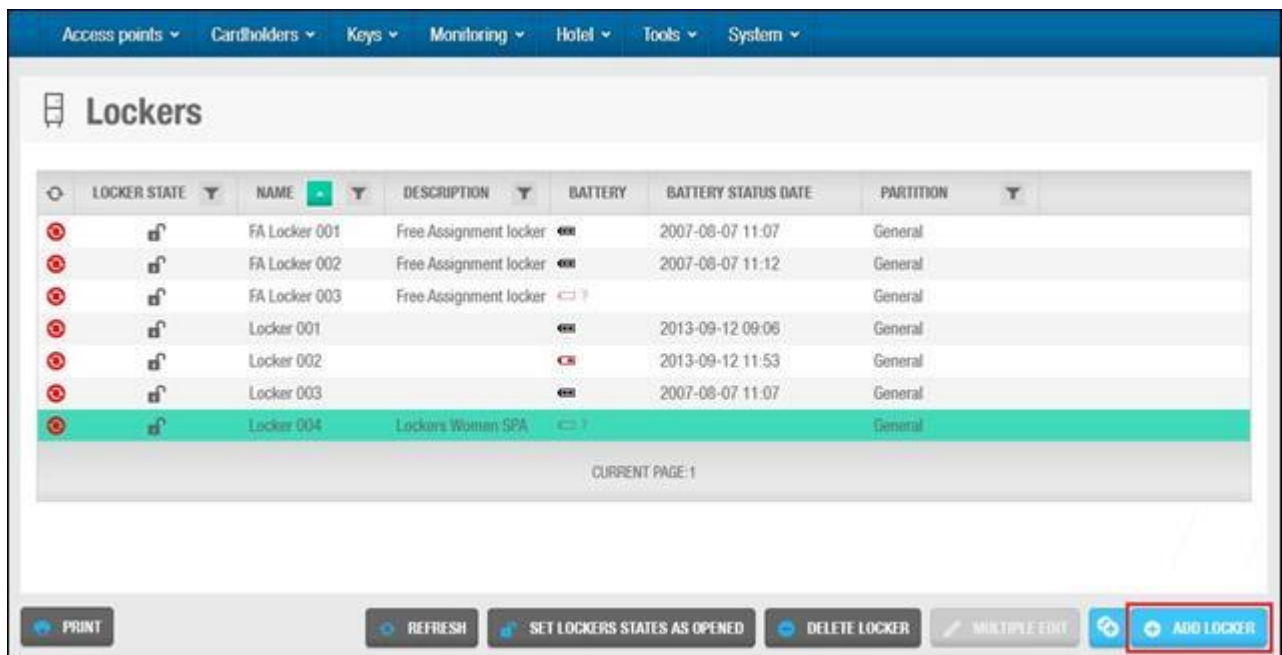 Access points Cardholders Keys Monitoring Hotel Tools System
Lockers
LOCKER STATE NAME DESCRIPTION BATTERY BATTERY STATUS DATE PARTITION
FA Locker 001 Free Assignment locker 2007-08-07 11:07 General
FA Locker 002 Free Assignment locker 2007-08-07 11:12 General
FA Locker 003 Free Assignment locker ? General
Locker 001 2013-09-12 09:06 General
Locker 002 2013-09-12 11:53 General
Locker 003 2007-08-07 11:07 General
Locker 004 Lockers Women SPA ? General
CURRENT PAGE:1
PRINT REFRESH SET LOCKERS STATES AS OPENED DELETE LOCKER MULTIPLE EDIT ADD LOCKER